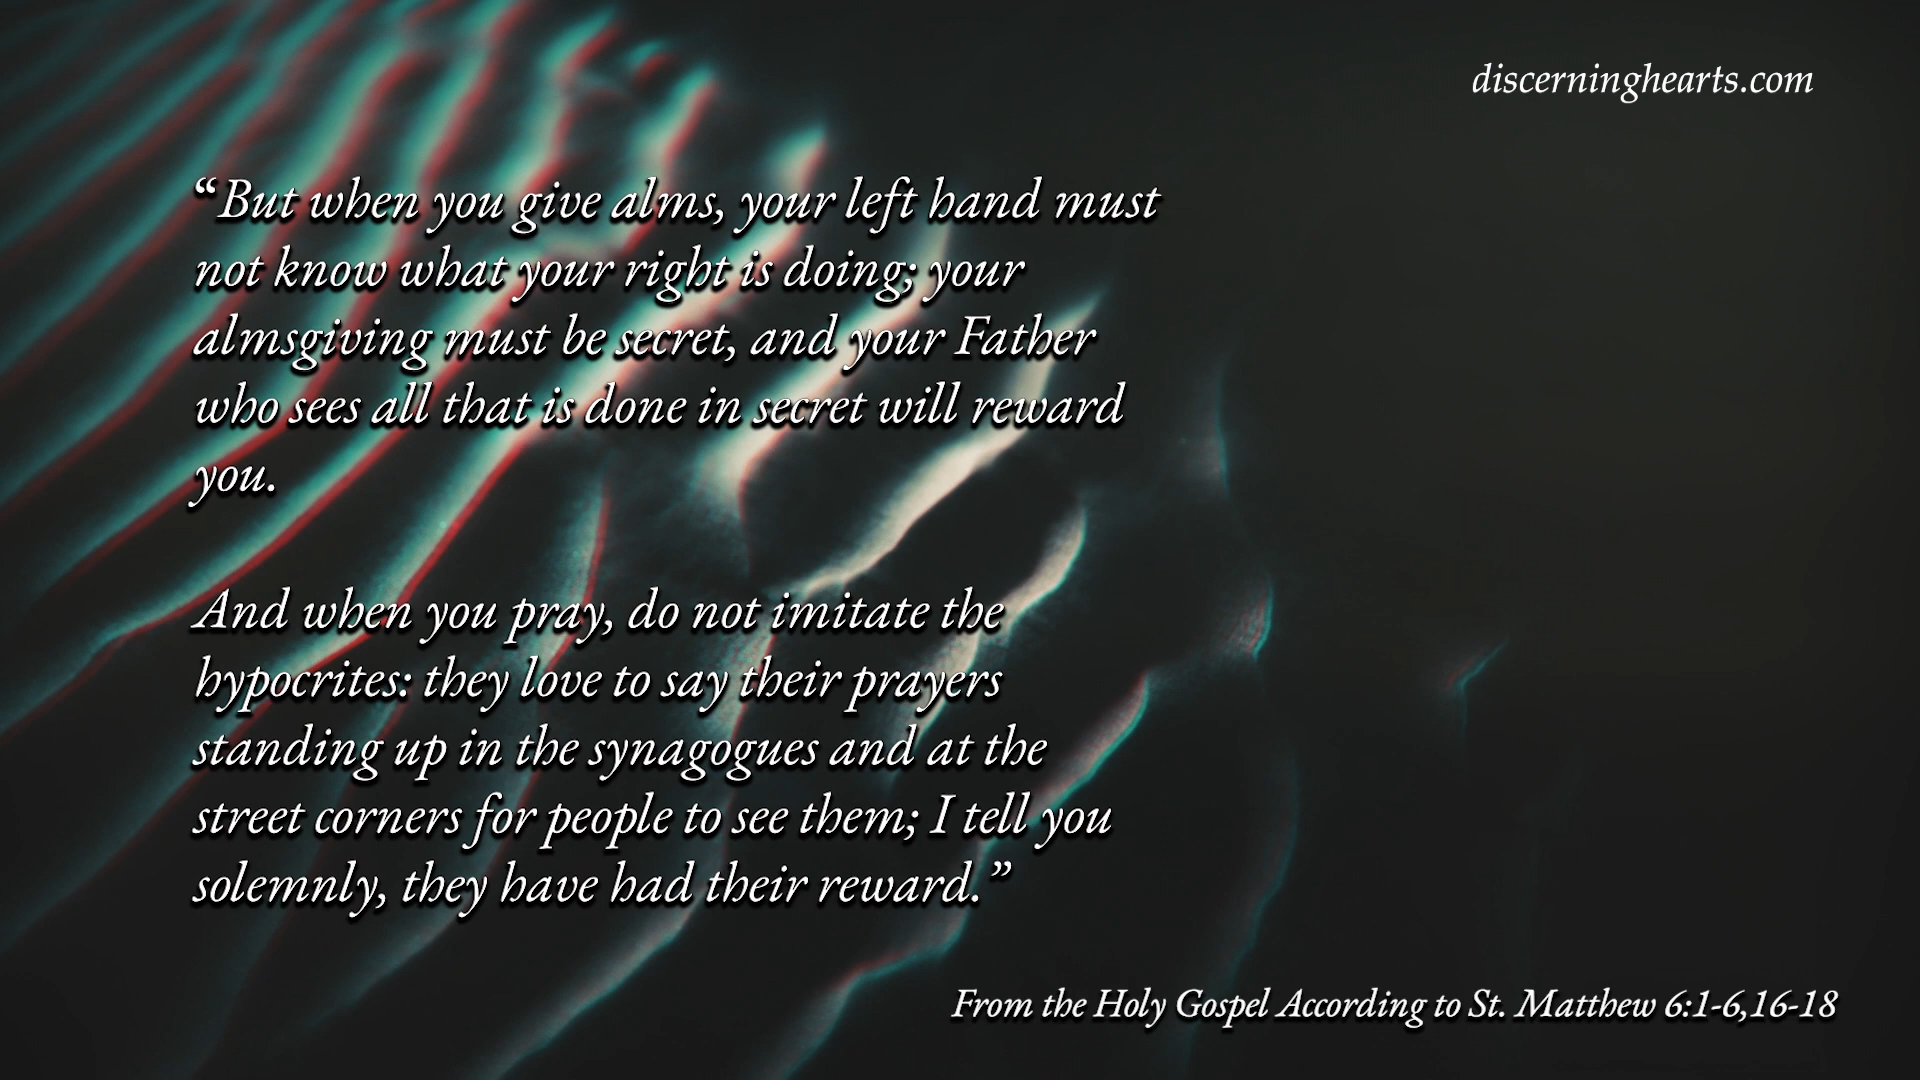 discerninghearts.com
“But when you give alms, your left hand must
not know what your right is doing; your
almsgiving must be secret, and your Father
who sees all that is done in secret will reward
you.
And when you pray, do not imitate the
hypocrites: they love to say their prayers
standing up in the synagogues and at the
street corners for people to see them; I tell you
solemnly, they have had their reward.”
From the Holy Gospel According to St. Matthew 6:1-6,16-18